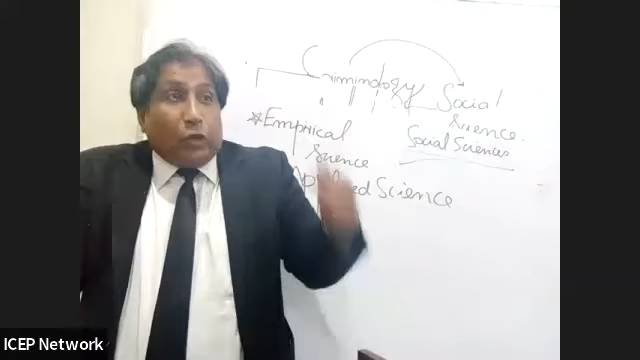 Criminology
Social
Science.
Social Sciences
*Empirical
Science
Applied Science
ICEP Network